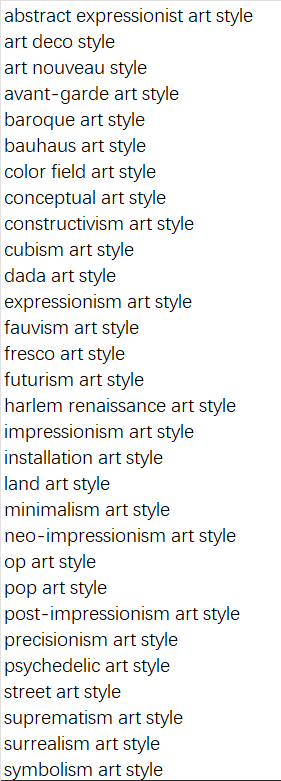 abstract expressionist art style
art deco style
art nouveau style
avant-garde art style
baroque art style
bauhaus art style
color field art style
conceptual art style
constructivism art style
cubism art style
dada art style
expressionism art style
fauvism art style
fresco art style
futurism art style
harlem renaissance art style
impressionism art style
installation art style
land art style
minimalism art style
neo-impressionism art style
op art style
pop art style
post-impressionism art style
precisionism art style
psychedelic art style
street art style
suprematism art style
surrealism art style
symbolism art style